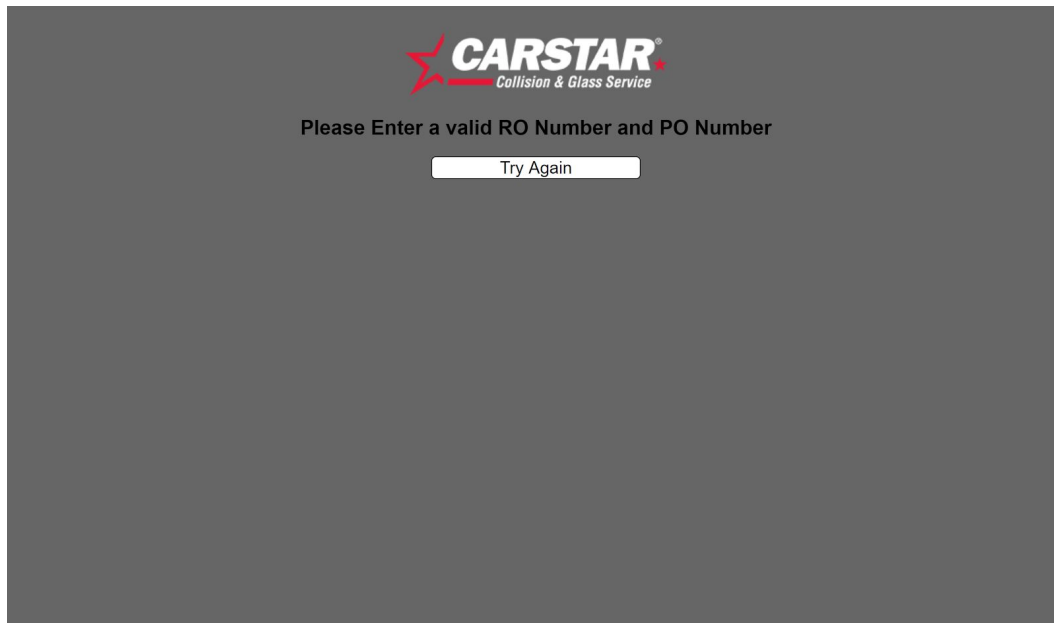 CARSTAR®
Collision & Glass Service
Please Enter a valid RO Number and PO Number
Try Again